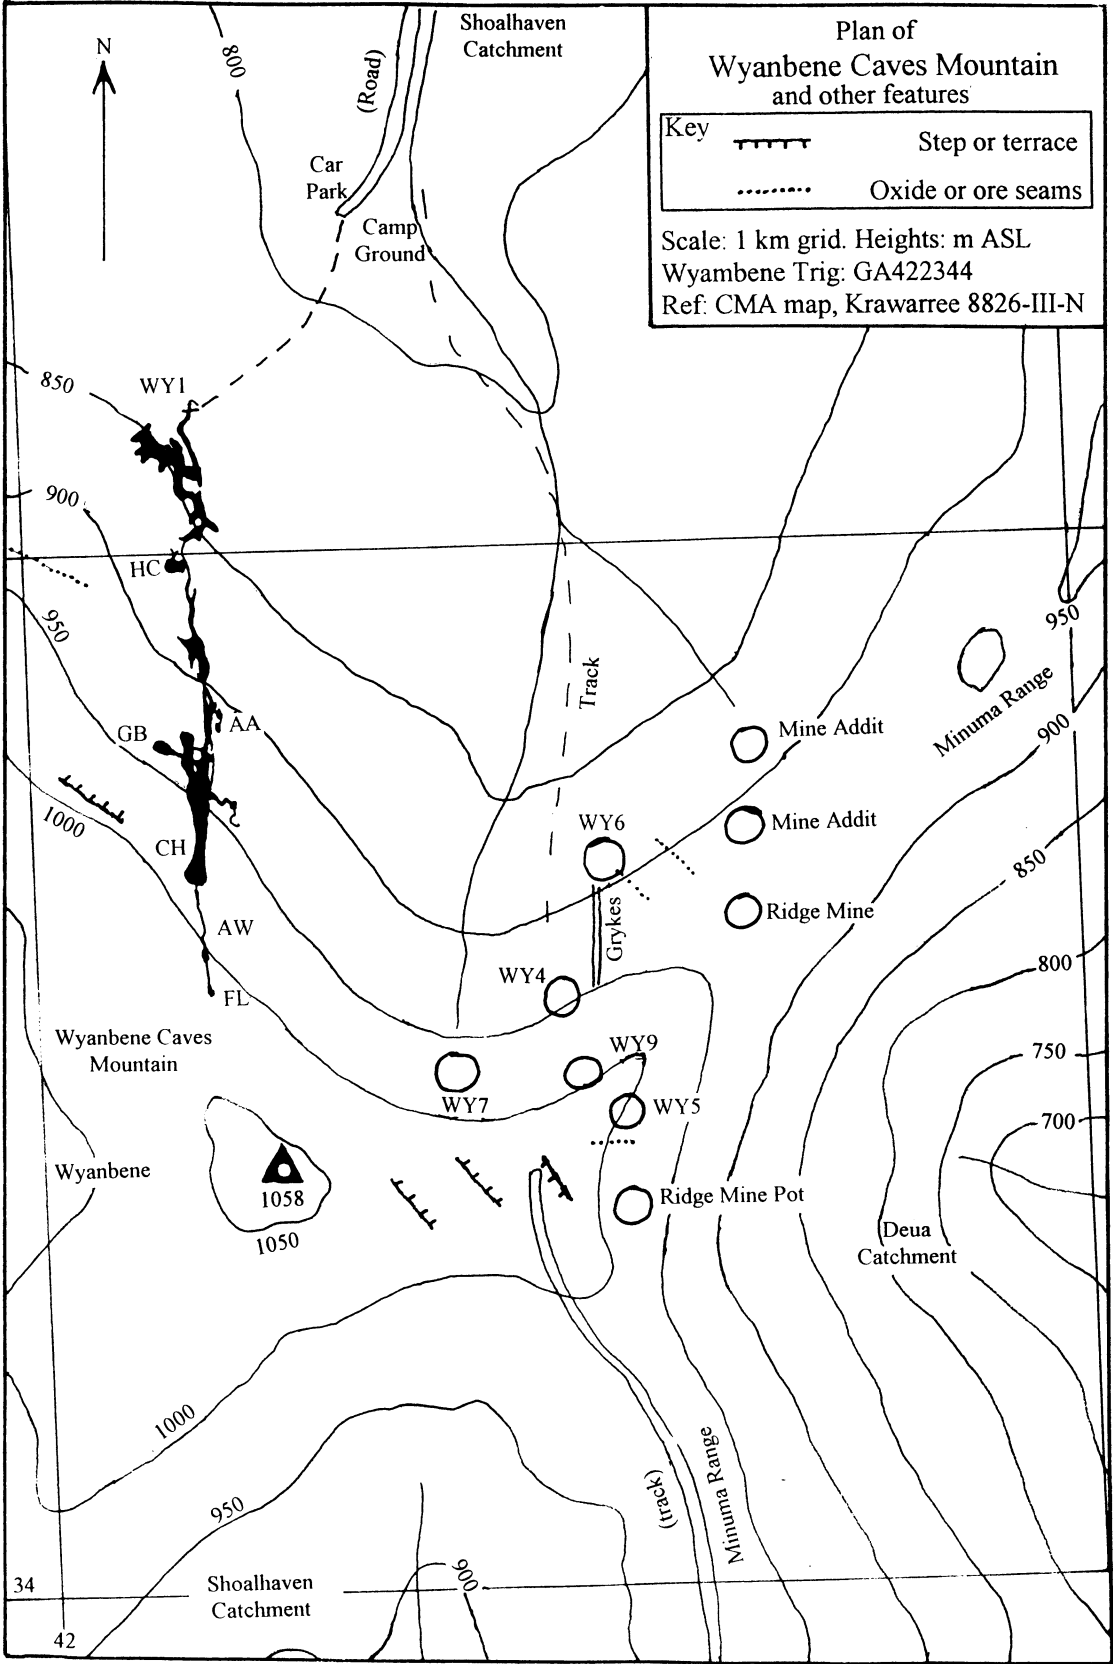 Plan of
Wyanbene Caves Mountain
and other features
Key
Step or terrace
Oxide or ore seams
Scale: 1 km grid. Heights: m ASL
Wyambene Trig: GA422344
Ref: CMA map, Krawarree 8826-III-N
Shoalhaven
Catchment
N
800
(Road)
Car
Park
Camp
Ground
850
WY1
900
HC
950
950
Minuma Range
Track
GB
AA
Mine Addit
900
1000
CH
WY6
Mine Addit
850
Grykes
Ridge Mine
AW
WY4
800
FL
Wyanbene Caves
Mountain
WY9
750
WY7
WY5
700
Wyanbene
1058
1050
Ridge Mine Pot
Deua
Catchment
1000
950
(track)
Minuma Range
900
34
Shoalhaven
Catchment
42